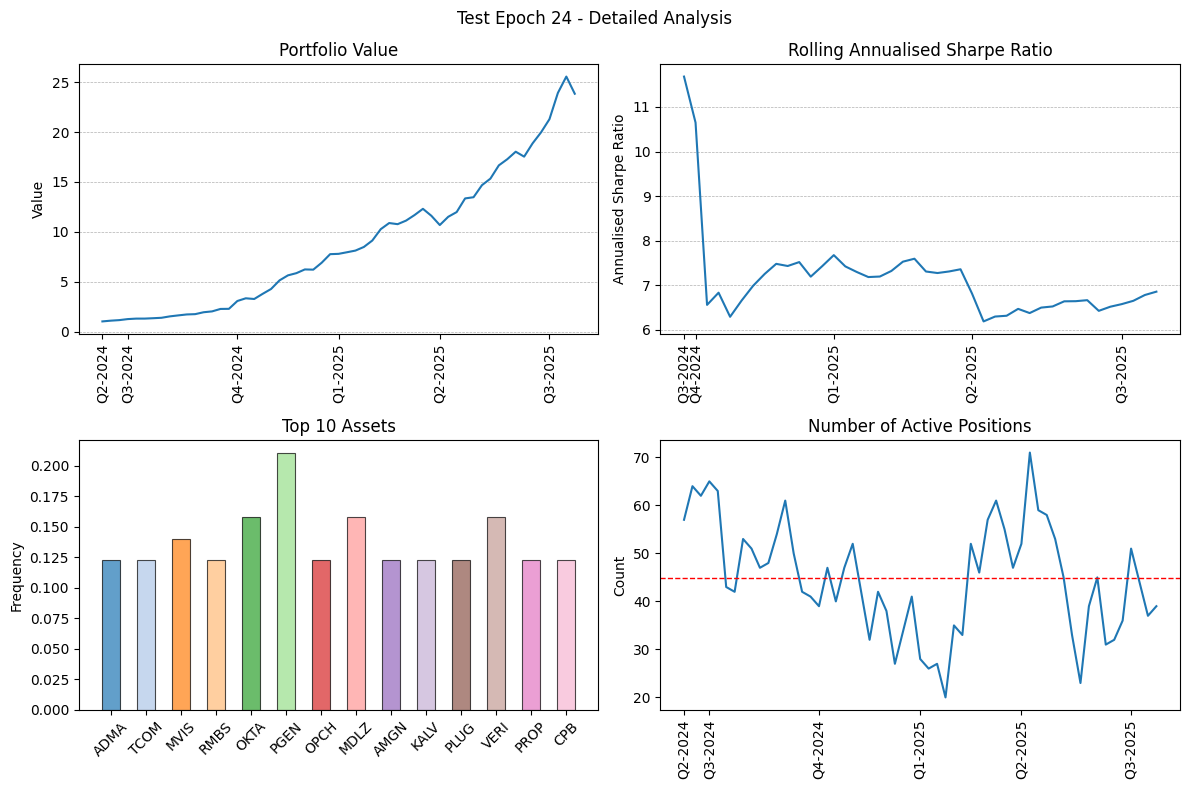 Test Epoch 24 - Detailed Analysis
Portfolio Value
Value
25
20
15
10
5
0
Q2-2024
Q3-2024
Q4-2024
Q1-2025
Q2-2025
Q3-2025
Rolling Annualised Sharpe Ratio
Annualised Sharpe Ratio
11
10
9
8
7
6
Q3-2024
Q4-2024
Q1-2025
Q2-2025
Q3-2025
Top 10 Assets
Frequency
0.200
0.175
0.150
0.125
0.100
0.075
0.050
0.025
0.000
ADMA
TCOM
MVIS
RMBS
OKTA
PGEN
OPCH
MDLZ
AMGN
KALV
PLUG
VERI
PROP
CPB
Number of Active Positions
Count
70
60
50
40
30
20
Q2-2024
Q3-2024
Q4-2024
Q1-2025
Q2-2025
Q3-2025